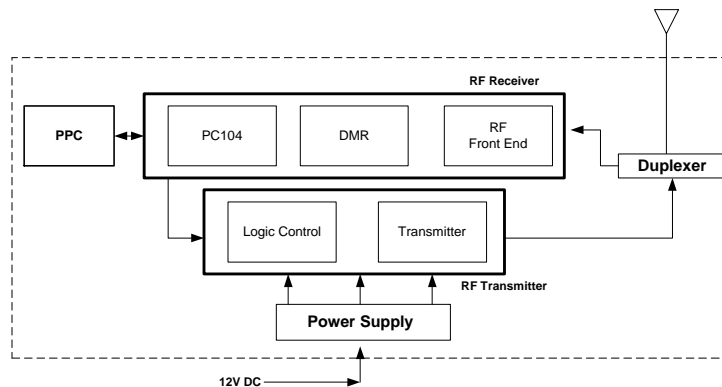 RF Receiver
PPC
PC104
DMR
RF
Front End
Duplexer
Logic Control
Transmitter
RF Transmitter
Power Supply
12V DC